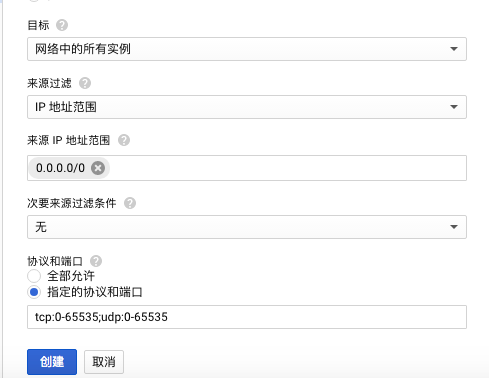 目标
网络中的所有实例
来源过滤
IP 地址范围
来源 IP 地址范围
0.0.0.0/0
次要来源过滤条件
无
协议和端口
全部允许
指定的协议和端口
tcp:0-65535;udp:0-65535
创建 取消